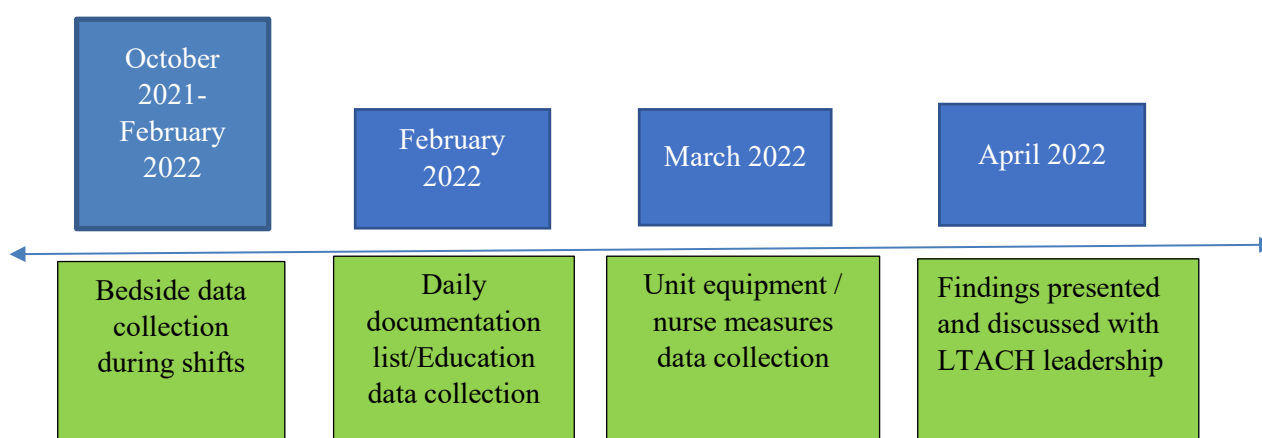 October
2021-
February
2022
February
2022
March 2022
April 2022
Bedside data
collection
during shifts
Daily
documentation
list/Education
data collection
Unit equipment /
nurse measures
data collection
Findings presented
and discussed with
LTACH leadership